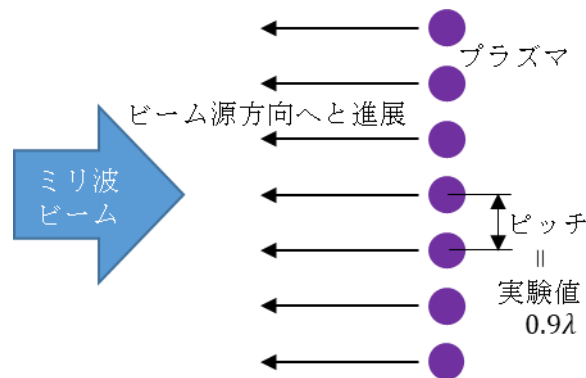 プラズマ
ビーム源方向へと進展
ミリ波
ビーム
ピッチ
॥
実験値
0.9λ